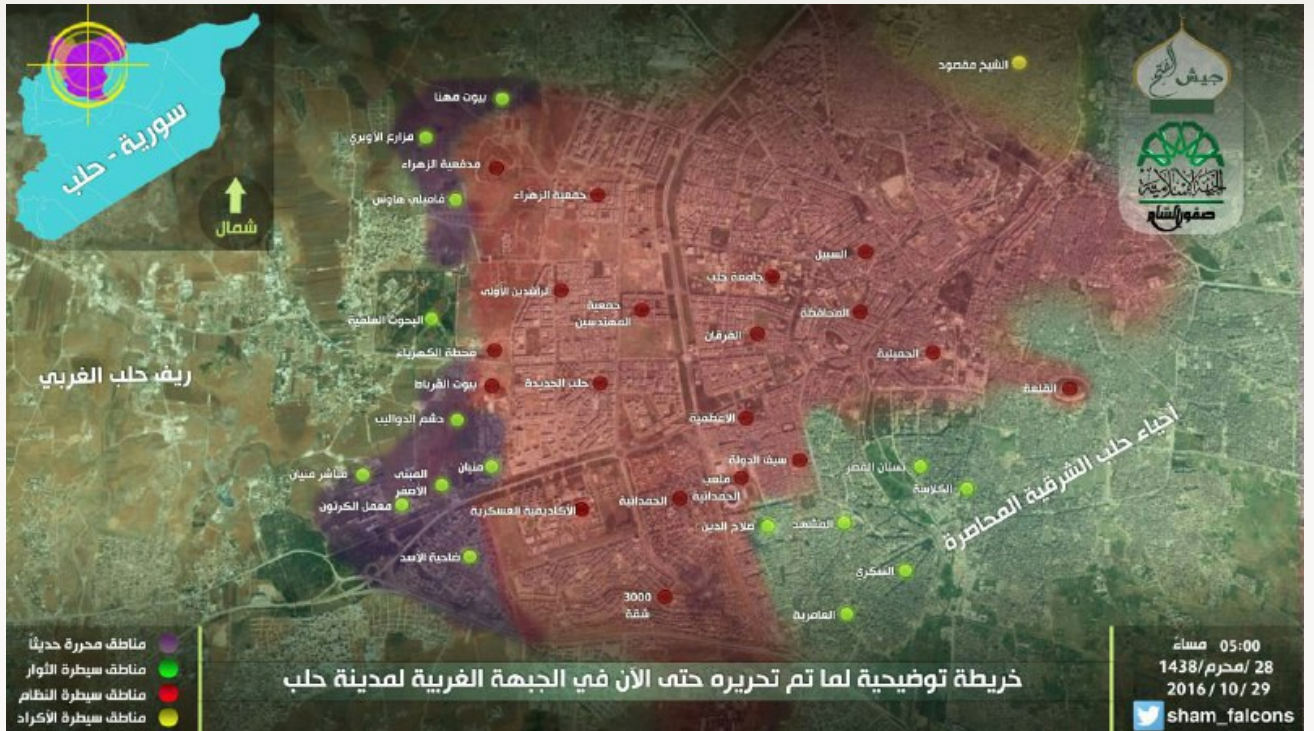 سورية - حلب
شمال
جيش الفتح
الجبهة الإسلامية
صقور الشام
الشيخ مقصود
بيوت مهنا
مزارع الأوبري
مدفعية الزهراء
جمعية الزهراء
فاميلي هاوس
السبيل
جامعة حلب
الراشدين الأولى
جمعية
المهندسين
المحافظة
البحوث العلمية
الفرقان
محطة الكهرباء
الجميلية
ريف حلب الغربي
بيوت القرباط
حلب الجديدة
القلعة
جشم الدواليب
الاعظمية
أحياء حلب الشرقية المحاصرة
سيف الدولة
بستان القصر
منيان
مناشر منيان
المبنى
الأصفر
ملعب
الحمدانية
الكلاسة
معمل الكرتون
الأكاديمية العسكرية
الحمدانية
صلاح الدين
المشهد
ضاحية الأسد
السكري
3000
شقة
العامرية
مناطق محررة حديثاً
مناطق سيطرة الثوار
مناطق سيطرة النظام
مناطق سيطرة الأكراد
خريطة توضيحية لما تم تحريره حتى الآن في الجبهة الغربية لمدينة حلب
05:00 مساءً
28 /محرم/1438
2016 / 10 / 29
sham_falcons